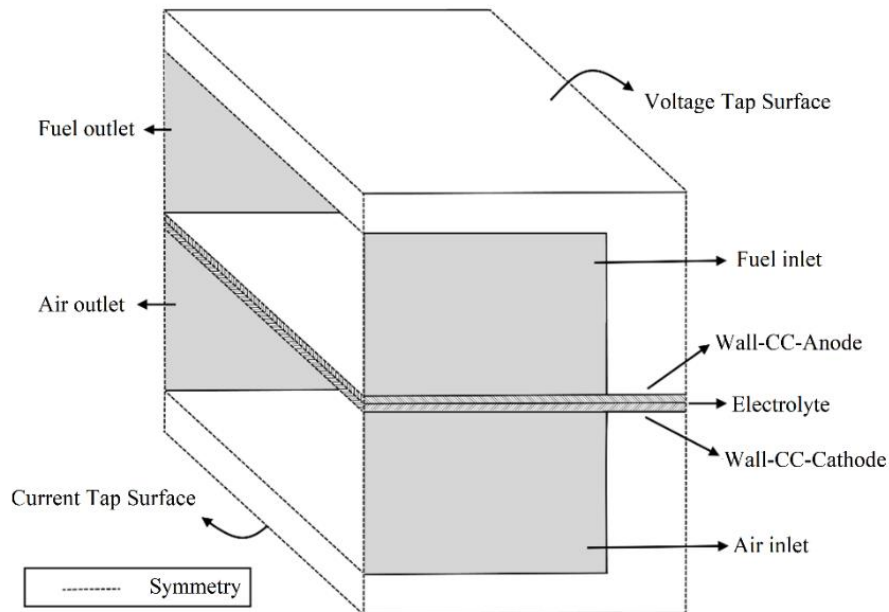 Voltage Tap Surface
Fuel outlet
Fuel inlet
Air outlet
Wall-CC-Anode
Electrolyte
Wall-CC-Cathode
Current Tap Surface
Air inlet
Symmetry